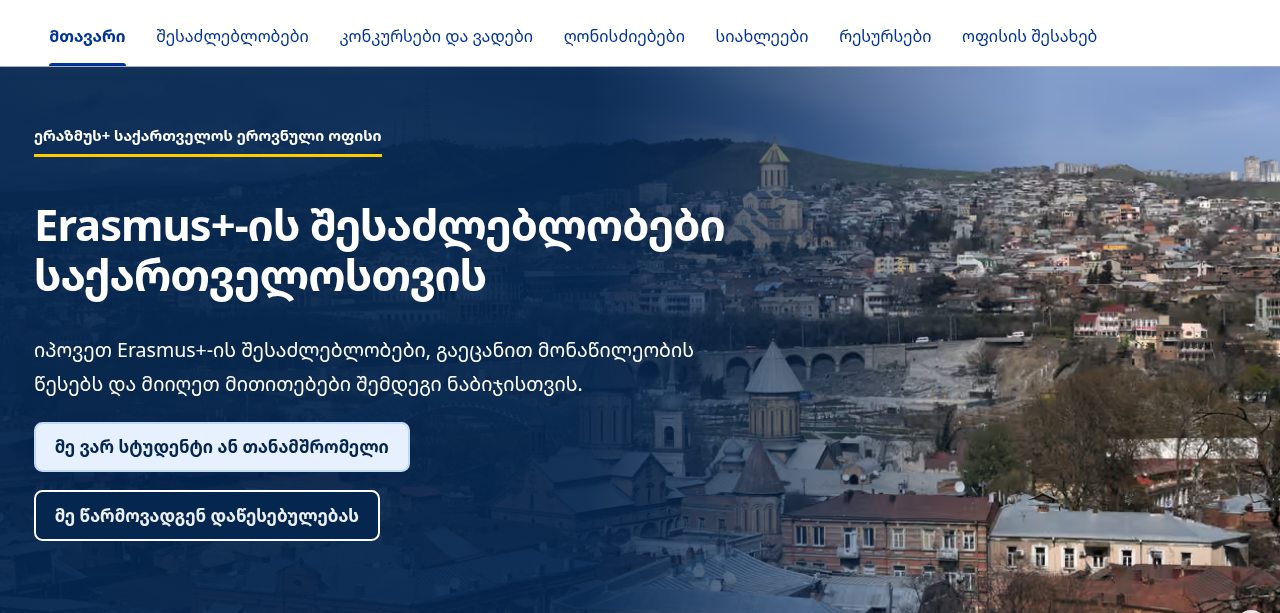 მთავარი
შესაძლებლობები
კონკურსები და ვადები
ღონისძიებები
სიახლეები
რესურსები
ოფისის შესახებ
ერაზმუს+ საქართველოს ეროვნული ოფისი
Erasmus+-ის შესაძლებლობები
საქართველოსთვის
იპოვეთ Erasmus+-ის შესაძლებლობები, გაეცანით მონაწილეობის
წესებს და მიიღეთ მითითებები შემდეგი ნაბიჯისთვის.
მე ვარ სტუდენტი ან თანამშრომელი
მე წარმოვადგენ დაწესებულებას